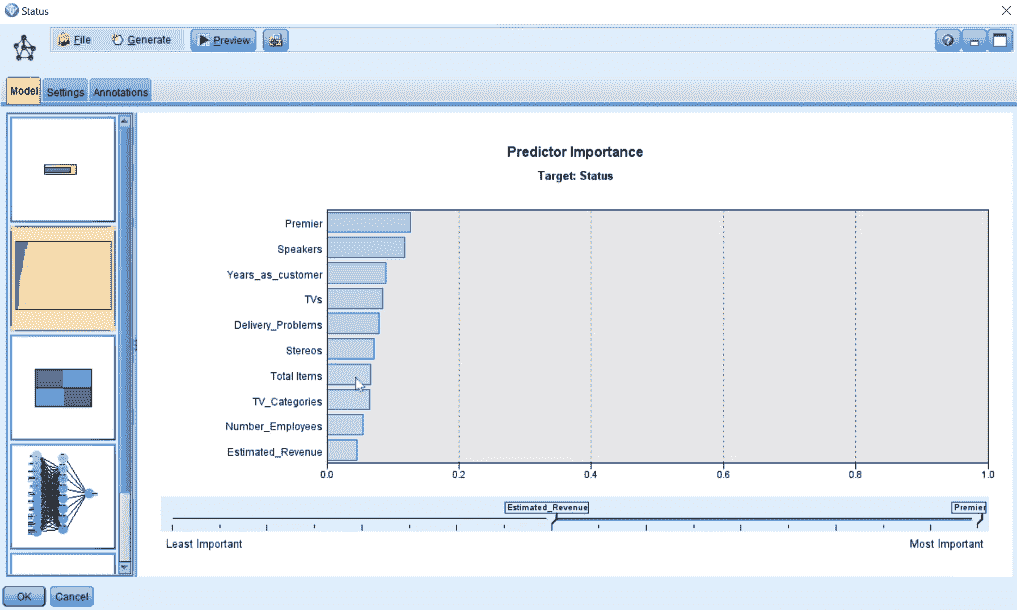 Status
File Generate Preview
Model Settings Annotations
Predictor Importance
Target: Status
Premier
Speakers
Years_as_customer
TVs
Delivery_Problems
Stereos
Total Items
TV_Categories
Number_Employees
Estimated_Revenue
0.0 0.2 0.4 0.6 0.8 1.0
Estimated_Revenue Premier
Least Important Most Important
OK Cancel